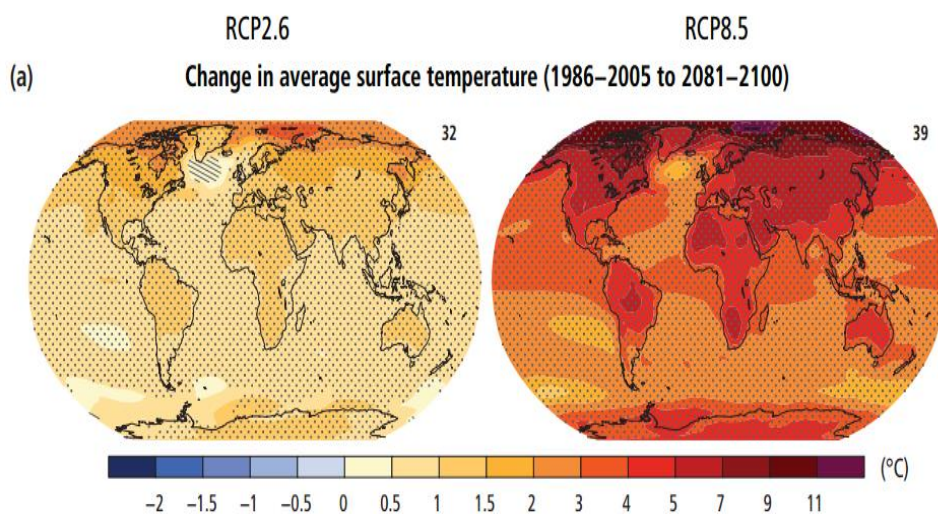 RCP2.6 RCP8.5
(a) Change in average surface temperature (1986–2005 to 2081–2100)
32 39
(°C)
−2 −1.5 −1 −0.5 0 0.5 1 1.5 2 3 4 5 7 9 11